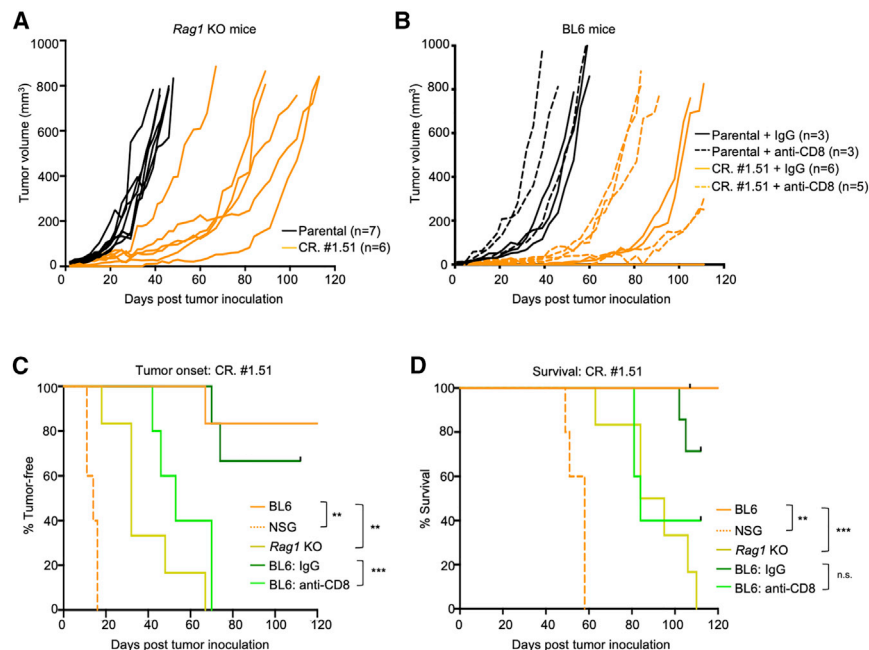 A
Rag1 KO mice
Tumor volume (mm³)
1000
800
600
400
200
0
0 20 40 60 80 100 120
Days post tumor inoculation
Parental (n=7)
CR. #1.51 (n=6)
B
BL6 mice
Tumor volume (mm³)
1000
800
600
400
200
0
0 20 40 60 80 100 120
Days post tumor inoculation
Parental + IgG (n=3)
Parental + anti-CD8 (n=3)
CR. #1.51 + IgG (n=6)
CR. #1.51 + anti-CD8 (n=5)
C
Tumor onset: CR. #1.51
% Tumor-free
100
80
60
40
20
0
0 20 40 60 80 100 120
Days post tumor inoculation
BL6
NSG
Rag1 KO
BL6: IgG
BL6: anti-CD8
**
**
***
D
Survival: CR. #1.51
% Survival
100
80
60
40
20
0
0 20 40 60 80 100 120
Days post tumor inoculation
BL6
NSG
Rag1 KO
BL6: IgG
BL6: anti-CD8
**
***
n.s.